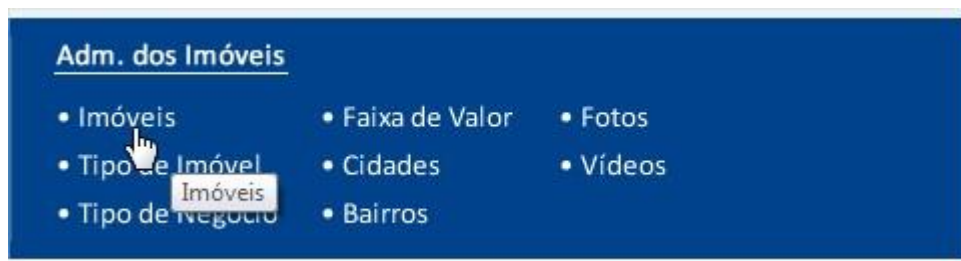 Adm. dos Imóveis
• Imóveis
• Tipo de Imóvel
• Tipo de Negócio
• Faixa de Valor
• Cidades
• Bairros
• Fotos
• Vídeos
Imóveis